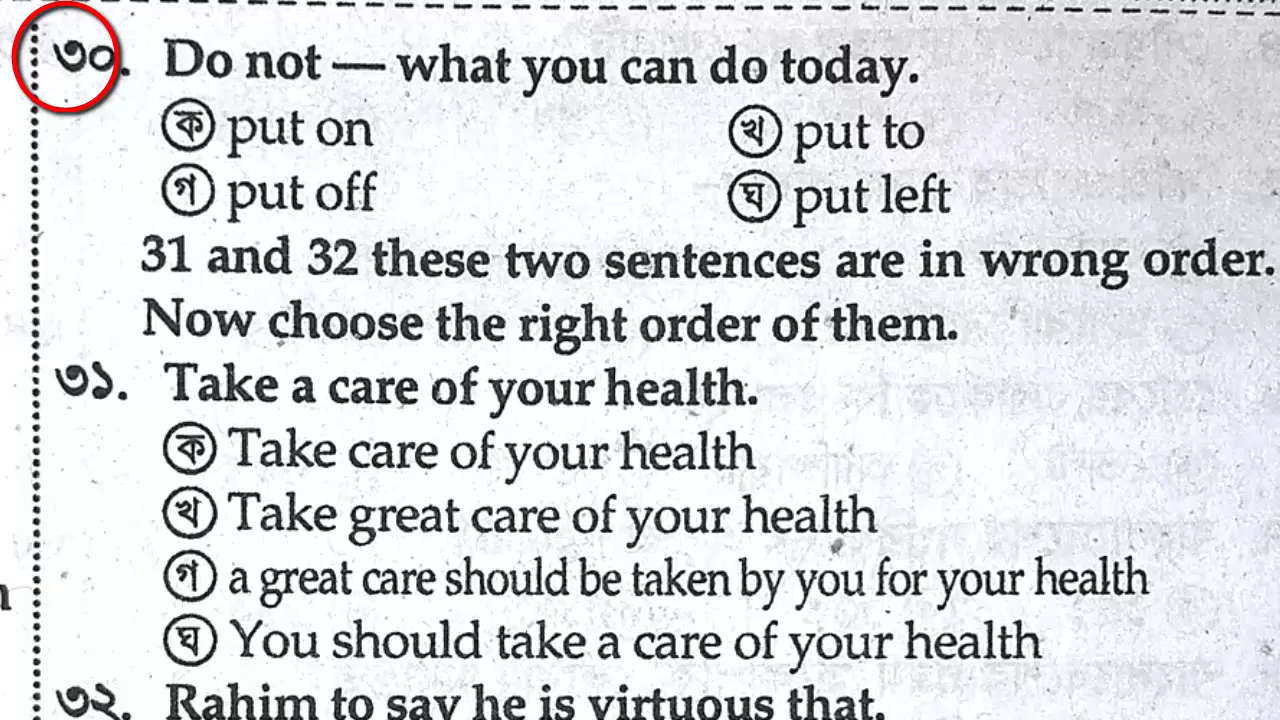 ৩০. Do not — what you can do today.
ক put on খ put to
গ put off ঘ put left
31 and 32 these two sentences are in wrong order.
Now choose the right order of them.
৩১. Take a care of your health.
ক Take care of your health
খ Take great care of your health
গ a great care should be taken by you for your health
ঘ You should take a care of your health
৩২. Rahim to say he is virtuous that.